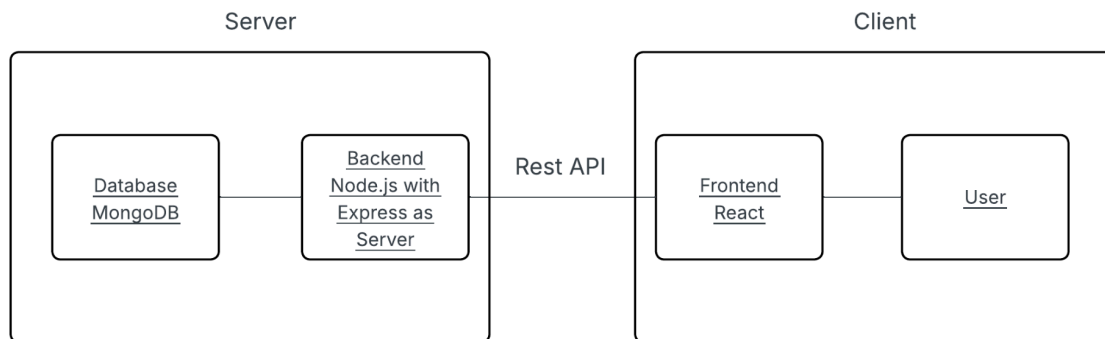 Server
Client
Database
MongoDB
Backend
Node.js with
Express as
Server
Rest API
Frontend
React
User